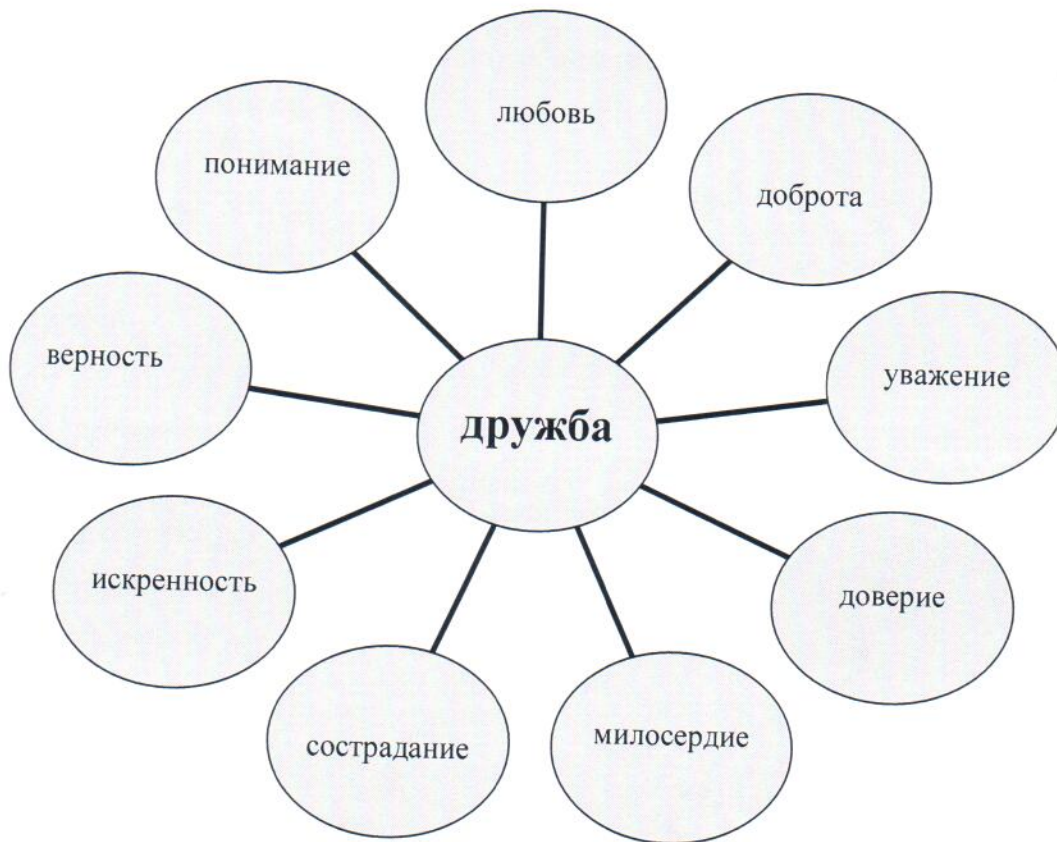 любовь
понимание
доброта
верность
уважение
дружба
искренность
доверие
сострадание
милосердие